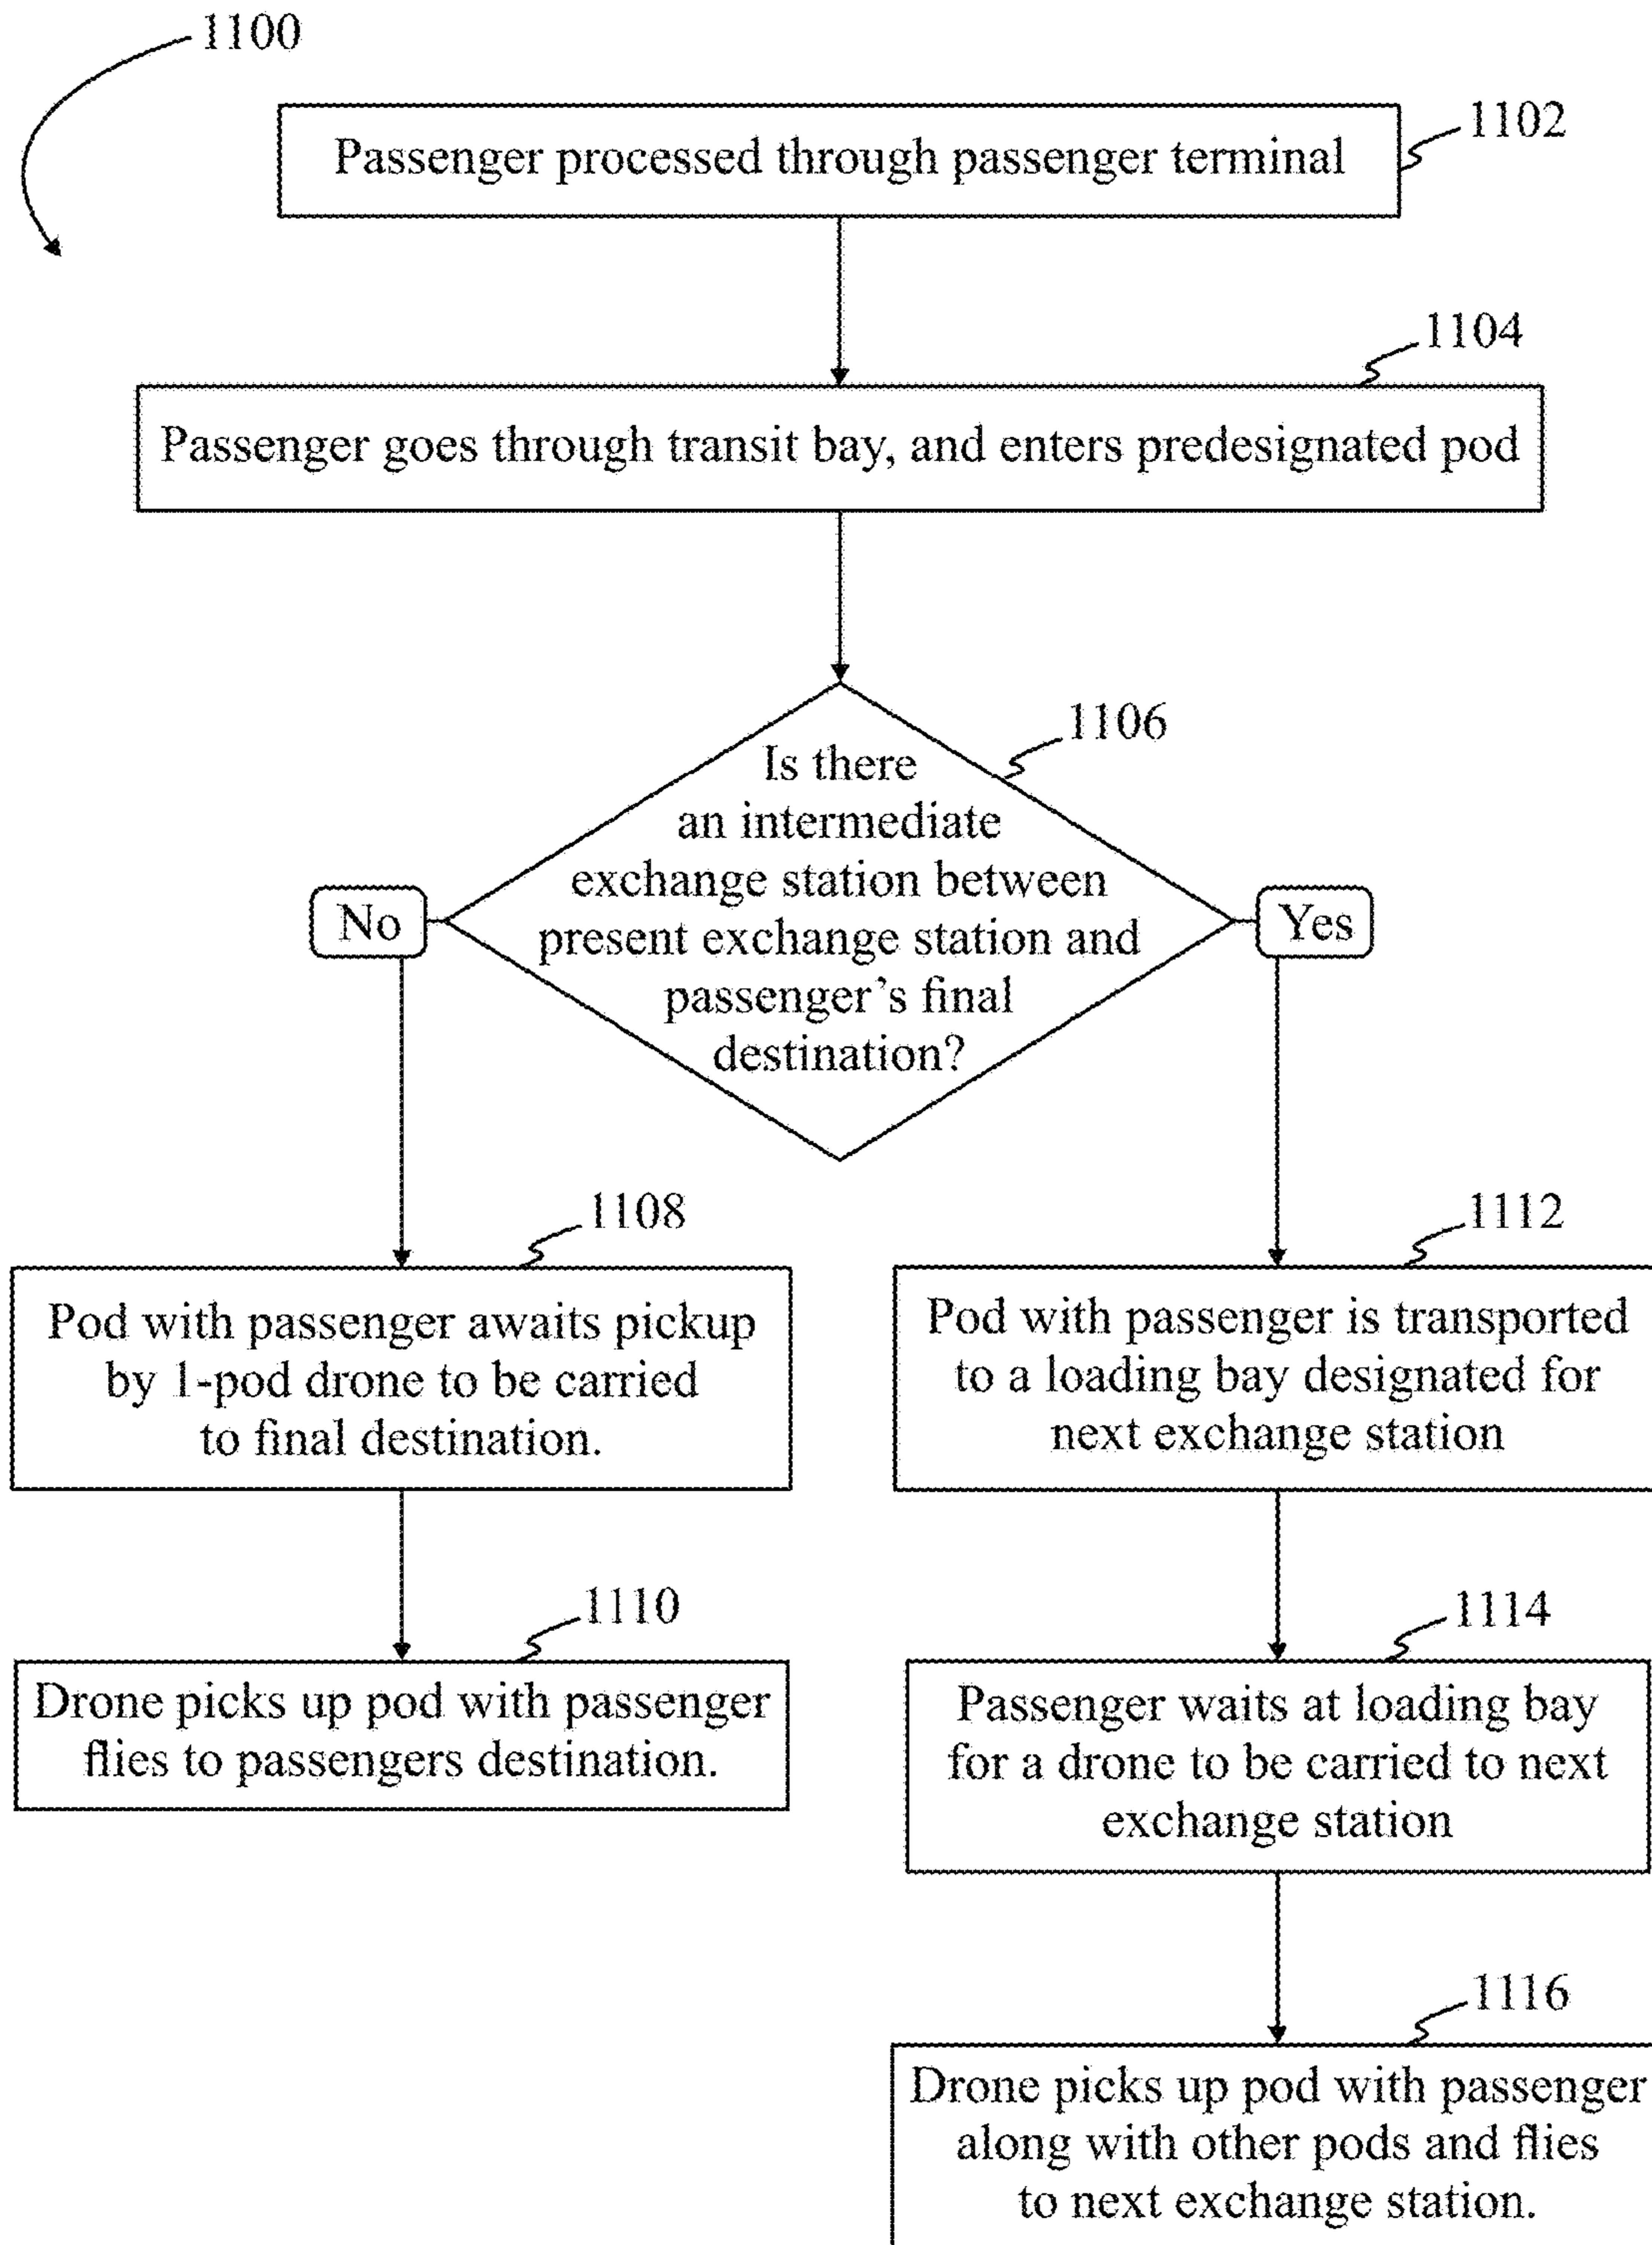 1100
Passenger processed through passenger terminal
1102
1104
Passenger goes through transit bay, and enters predesignated pod
1106
Is there
an intermediate
exchange station between
present exchange station and
passenger's final
destination?
No
Yes
1108
Pod with passenger awaits pickup
by 1-pod drone to be carried
to final destination.
1110
Drone picks up pod with passenger
flies to passengers destination.
1112
Pod with passenger is transported
to a loading bay designated for
next exchange station
1114
Passenger waits at loading bay
for a drone to be carried to next
exchange station
1116
Drone picks up pod with passenger
along with other pods and flies
to next exchange station.